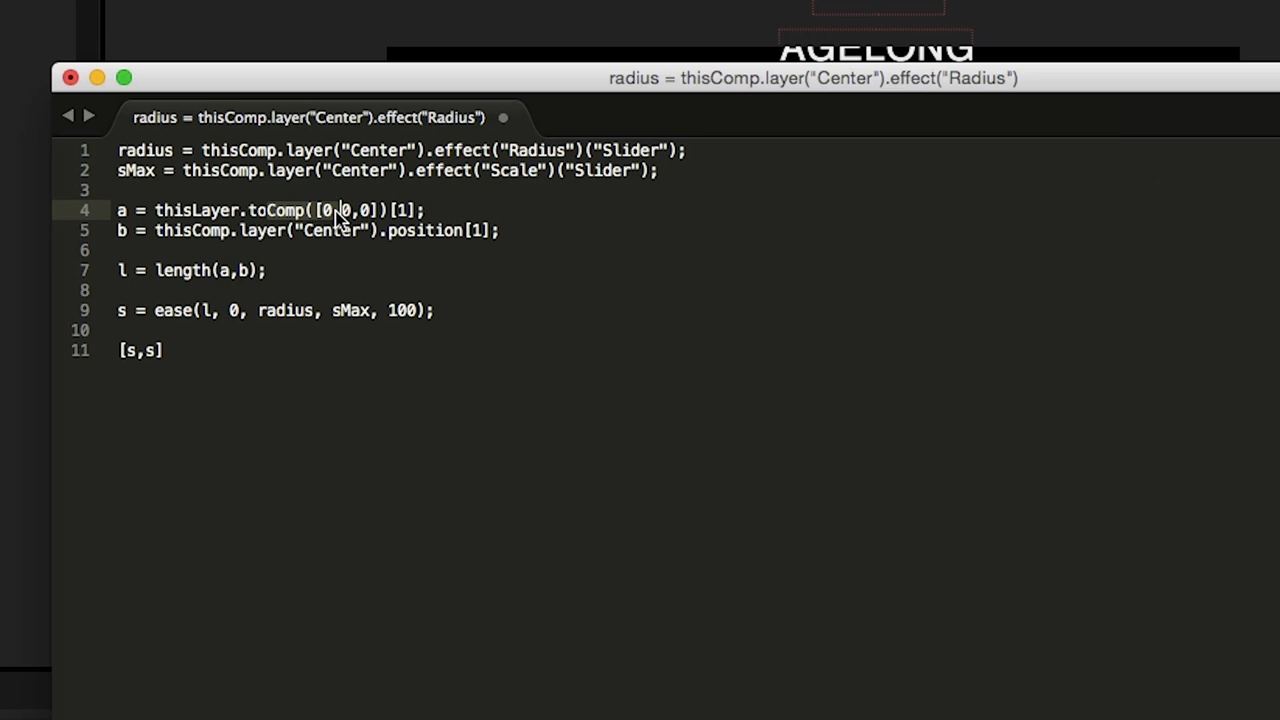 AGELONG
radius = thisComp.layer("Center").effect("Radius")
radius = thisComp.layer("Center").effect("Radius")
1 radius = thisComp.layer("Center").effect("Radius")("Slider");
2 sMax = thisComp.layer("Center").effect("Scale")("Slider");
3
4 a = thisLayer.toComp([0,0,0])[1];
5 b = thisComp.layer("Center").position[1];
6
7 l = length(a,b);
8
9 s = ease(l, 0, radius, sMax, 100);
10
11 [s,s]